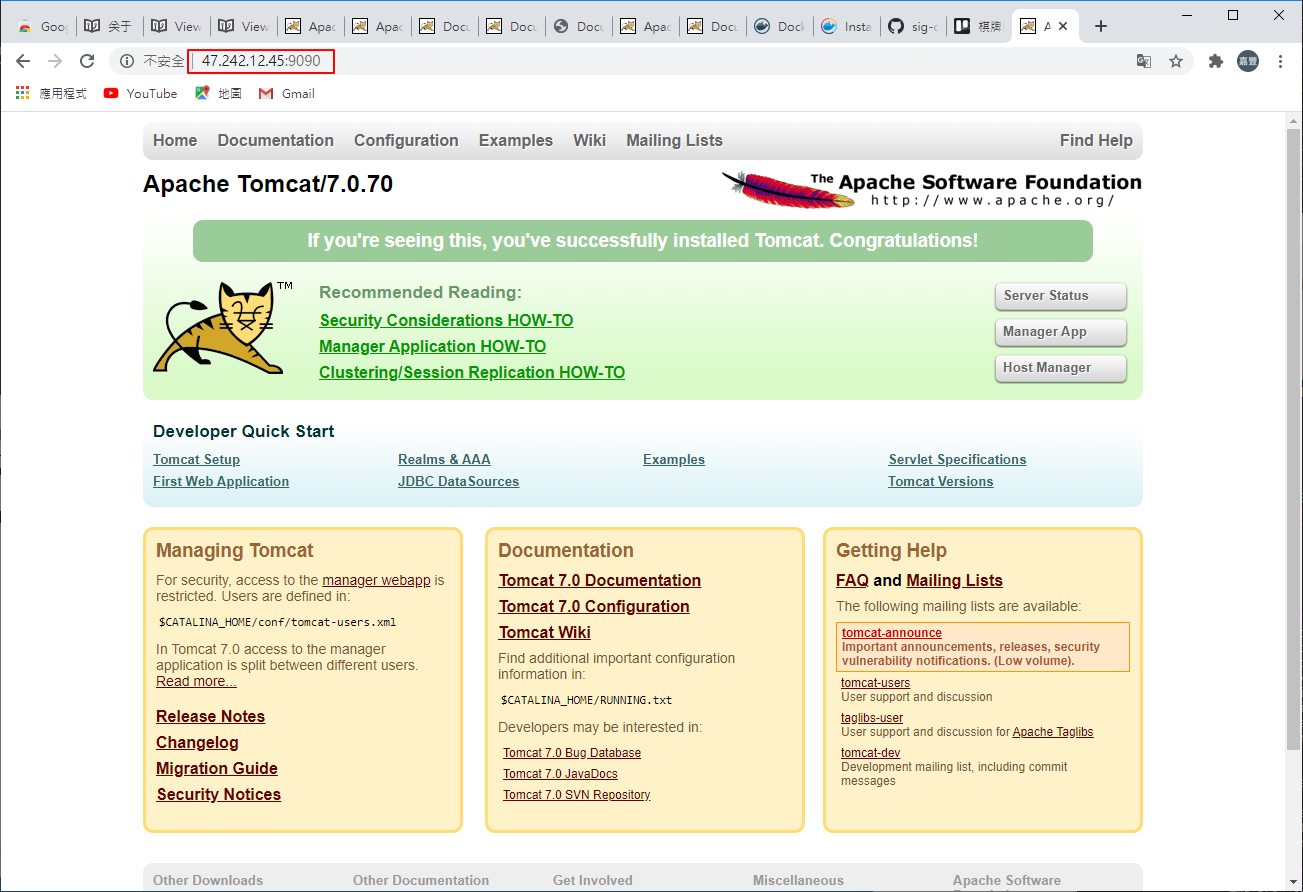 Goo
关于
View
View
Apac
Apac
Docu
Docu
Docu
Apac
Docu
Dock
Insta
sig-c
棋牌
A
不安全
47.242.12.45:9090
嘉豐
應用程式
YouTube
地圖
Gmail
Home Documentation Configuration Examples Wiki Mailing Lists Find Help
Apache Tomcat/7.0.70
The Apache Software Foundation
http://www.apache.org/
If you're seeing this, you've successfully installed Tomcat. Congratulations!
TM
Recommended Reading:
Security Considerations HOW-TO
Manager Application HOW-TO
Clustering/Session Replication HOW-TO
Server Status
Manager App
Host Manager
Developer Quick Start
Tomcat Setup
First Web Application
Realms & AAA
JDBC DataSources
Examples
Servlet Specifications
Tomcat Versions
Managing Tomcat
For security, access to the manager webapp is
restricted. Users are defined in:
$CATALINA_HOME/conf/tomcat-users.xml
In Tomcat 7.0 access to the manager
application is split between different users.
Read more...
Release Notes
Changelog
Migration Guide
Security Notices
Documentation
Tomcat 7.0 Documentation
Tomcat 7.0 Configuration
Tomcat Wiki
Find additional important configuration
information in:
$CATALINA_HOME/RUNNING.txt
Developers may be interested in:
Tomcat 7.0 Bug Database
Tomcat 7.0 JavaDocs
Tomcat 7.0 SVN Repository
Getting Help
FAQ and Mailing Lists
The following mailing lists are available:
tomcat-announce
Important announcements, releases, security
vulnerability notifications. (Low volume).
tomcat-users
User support and discussion
taglibs-user
User support and discussion for Apache Taglibs
tomcat-dev
Development mailing list, including commit
messages
Other Downloads
Other Documentation
Get Involved
Miscellaneous
Apache Software